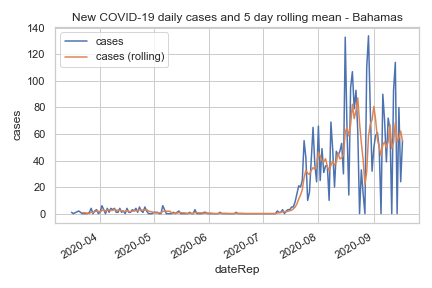 New COVID-19 daily cases and 5 day rolling mean - Bahamas
cases
cases (rolling)
140
120
100
80
60
40
20
0
cases
2020-04
2020-05
2020-06
2020-07
2020-08
2020-09
dateRep